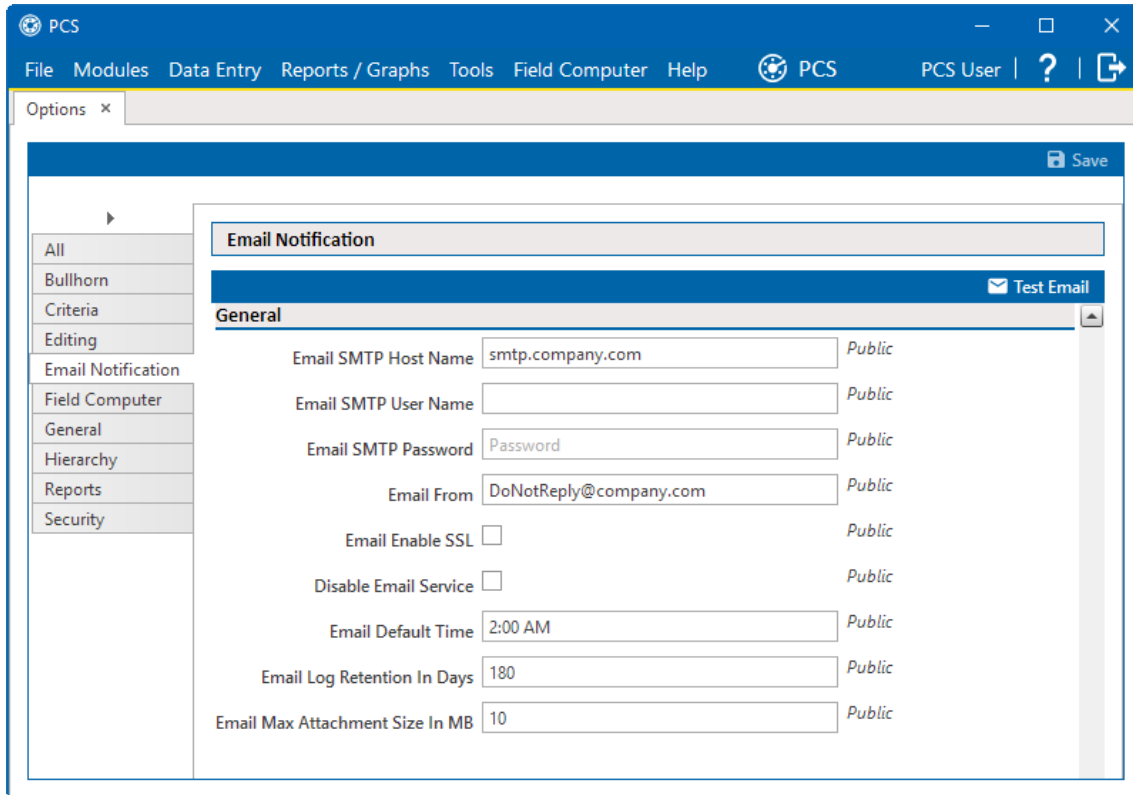 PCS
File Modules Data Entry Reports / Graphs Tools Field Computer Help PCS PCS User | ? |
Options ×
Save
All
Bullhorn
Criteria
Editing
Email Notification
Field Computer
General
Hierarchy
Reports
Security
Email Notification
Test Email
General
Email SMTP Host Name smtp.company.com Public
Email SMTP User Name Public
Email SMTP Password Password Public
Email From DoNotReply@company.com Public
Email Enable SSL Public
Disable Email Service Public
Email Default Time 2:00 AM Public
Email Log Retention In Days 180 Public
Email Max Attachment Size In MB 10 Public